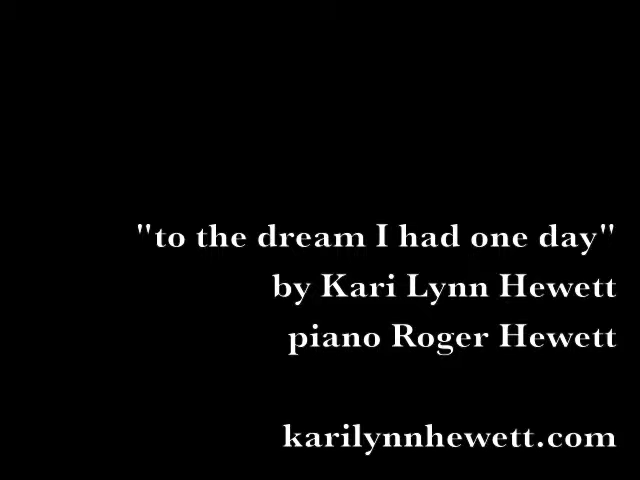 "to the dream I had one day"
by Kari Lynn Hewett
piano Roger Hewett
karilynnhewett.com